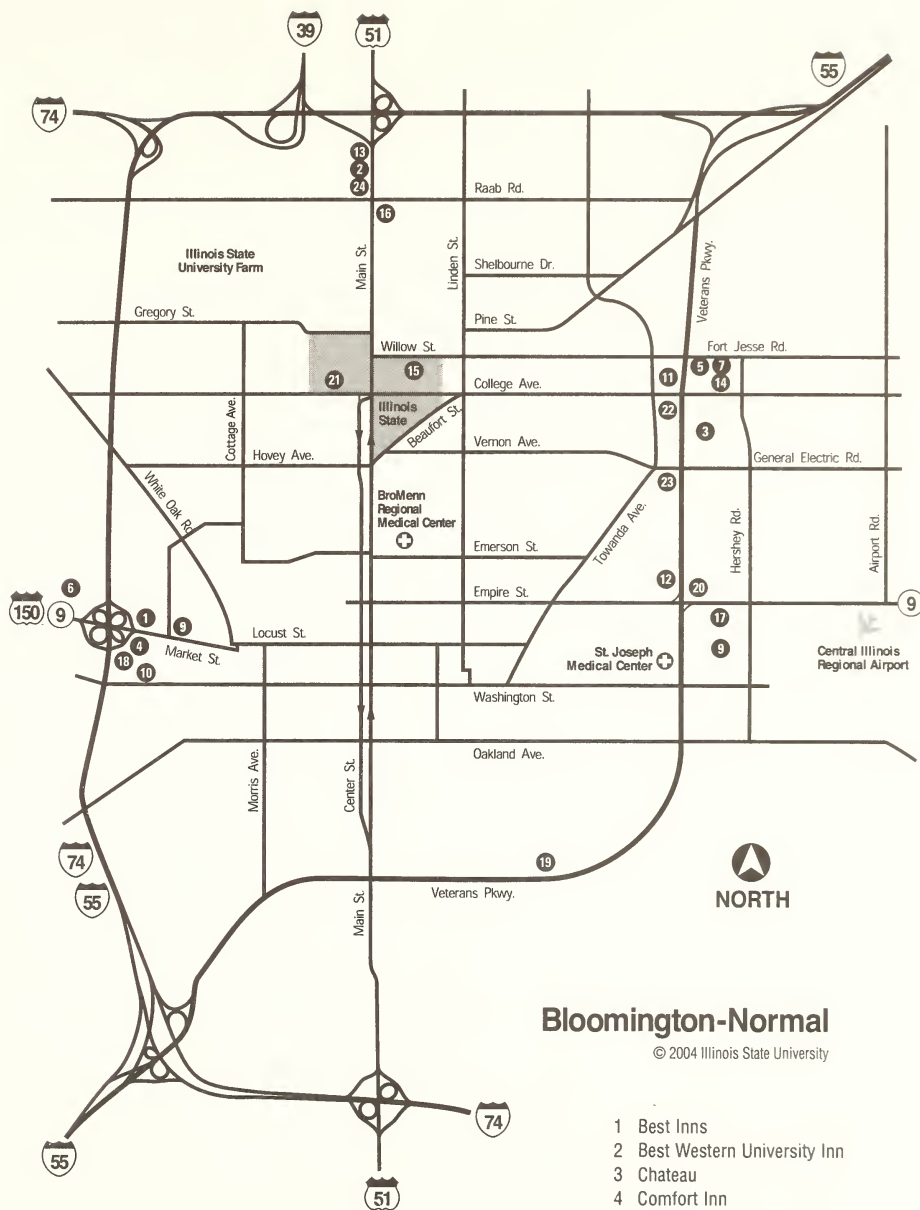 39
51
55
74
13
2
24
Raab Rd.
16
Illinois State
University Farm
Main St.
Linden St.
Shelbourne Dr.
Veterans Pkwy.
Gregory St.
Pine St.
Willow St.
Fort Jesse Rd.
15
11
5
7
14
21
College Ave.
Cottage Ave.
Illinois
State
Beaufort St.
22
3
Vernon Ave.
Hovey Ave.
General Electric Rd.
White Oak Rd.
23
BroMenn
Regional
Medical Center
Towanda Ave.
Hershey Rd.
Airport Rd.
Emerson St.
6
12
20
150
9
Empire St.
9
1
9
17
4
Locust St.
Market St.
St. Joseph
Medical Center
9
Central Illinois
Regional Airport
18
10
Washington St.
Oakland Ave.
Morris Ave.
Center St.
74
55
19
Veterans Pkwy.
NORTH
Main St.
Bloomington-Normal
© 2004 Illinois State University
74
55
51
1 Best Inns
2 Best Western University Inn
3 Chateau
4 Comfort Inn